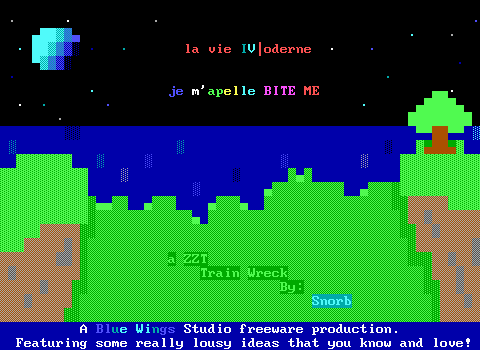 la vie IV|oderne
je m'apelle BITE ME
a ZZT
Train Wreck
By:
Snorb
A Blue Wings Studio freeware production.
Featuring some really lousy ideas that you know and love!